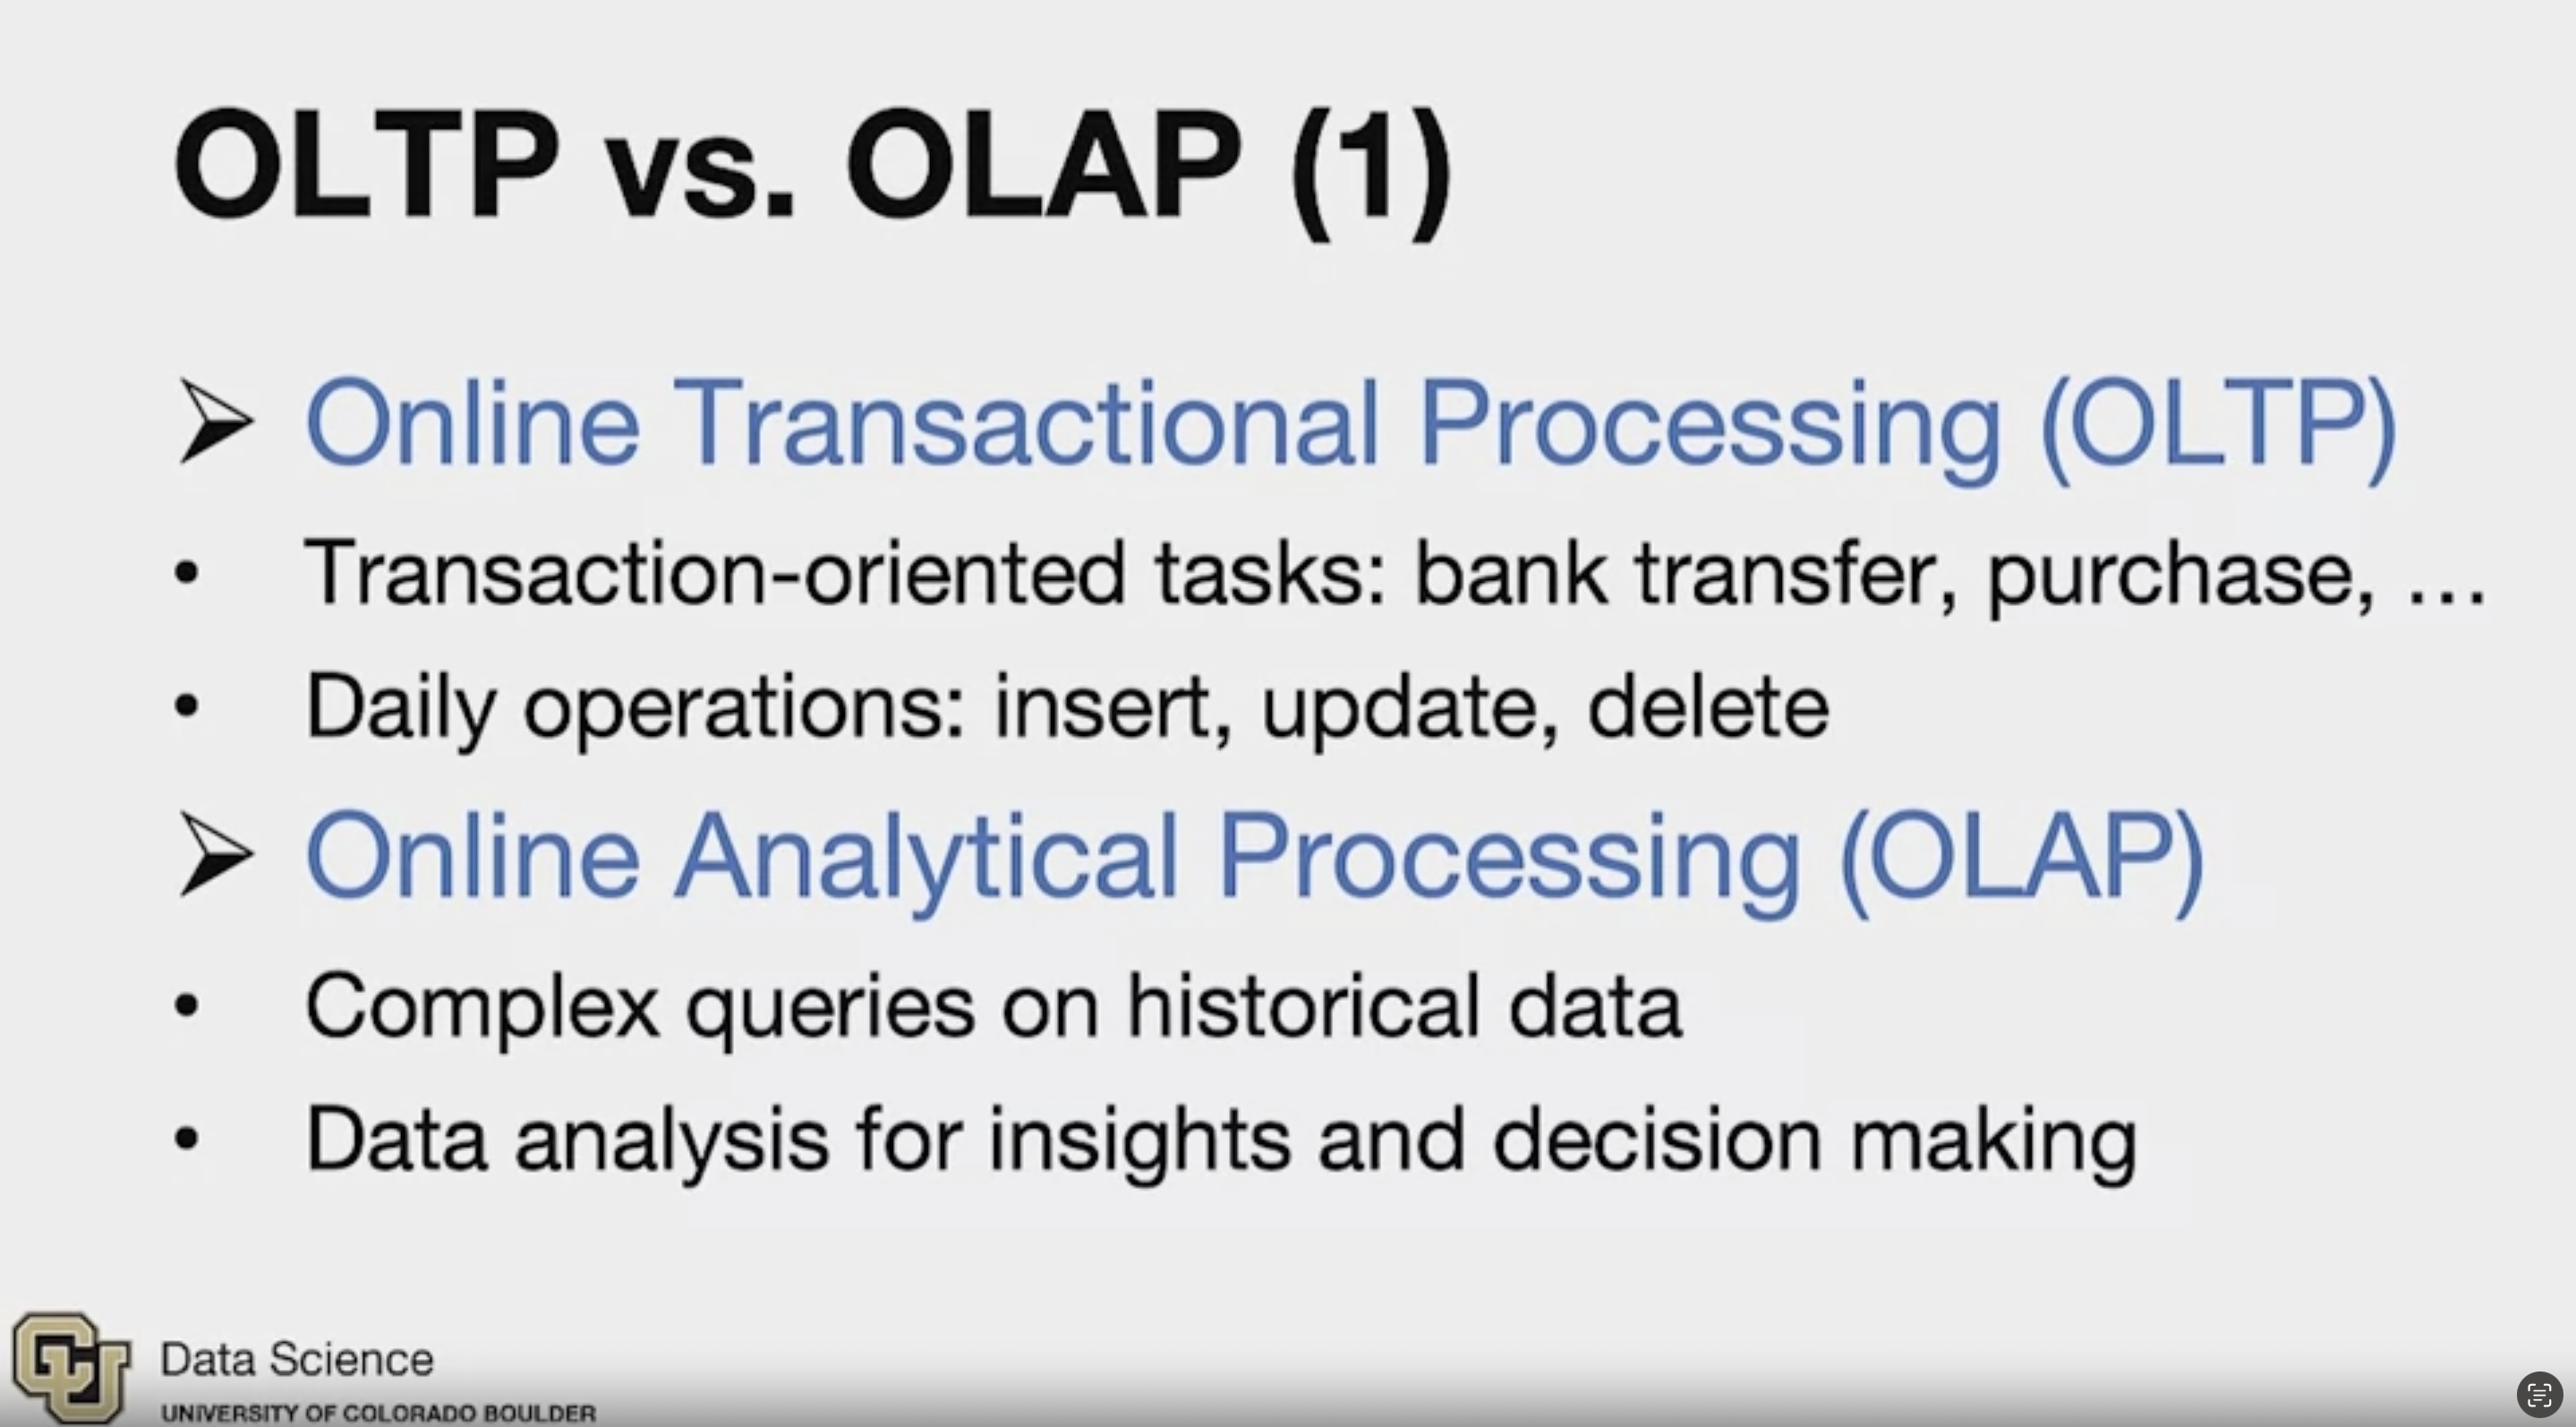 OLTP vs. OLAP (1)
➢ Online Transactional Processing (OLTP)
• Transaction-oriented tasks: bank transfer, purchase, …
• Daily operations: insert, update, delete
➢ Online Analytical Processing (OLAP)
• Complex queries on historical data
• Data analysis for insights and decision making
CU
Data Science
UNIVERSITY OF COLORADO BOULDER